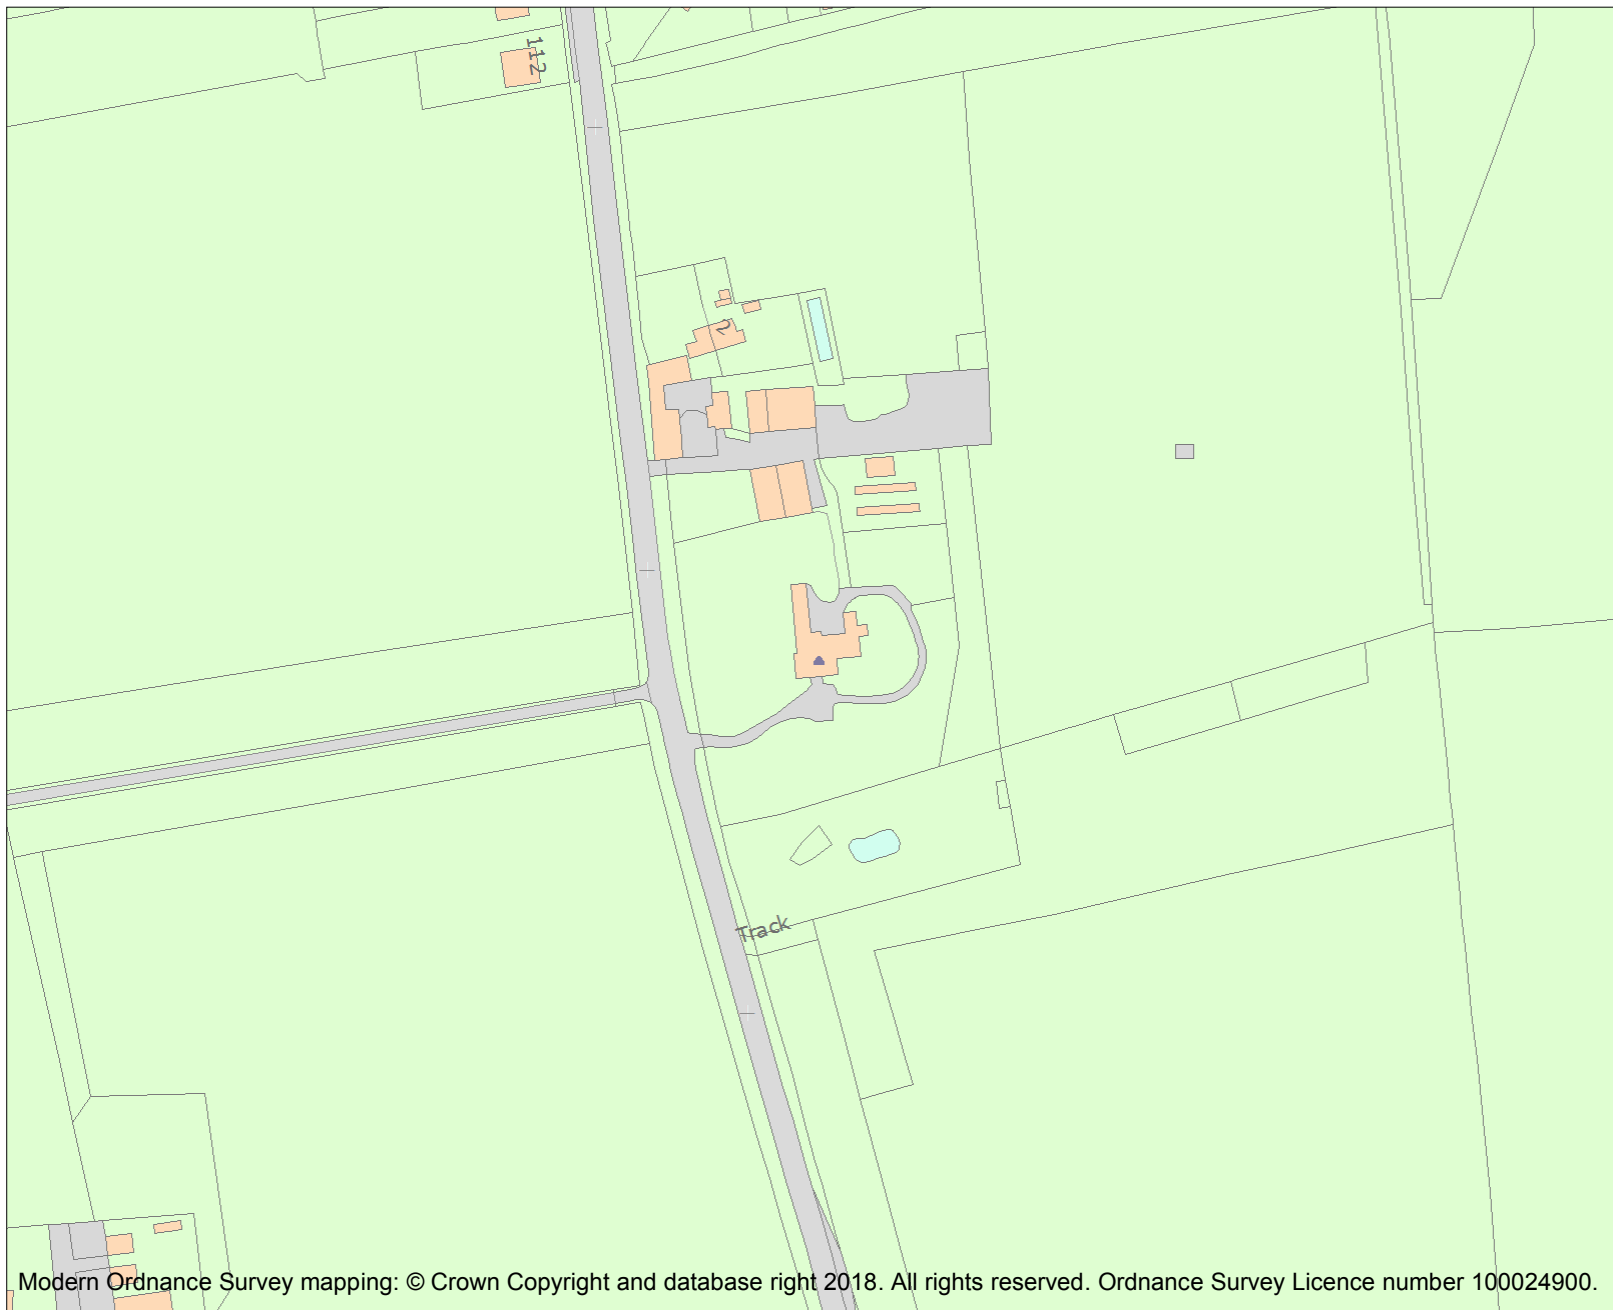 112
2
Track
Modern Ordnance Survey mapping: © Crown Copyright and database right 2018. All rights reserved. Ordnance Survey Licence number 100024900.